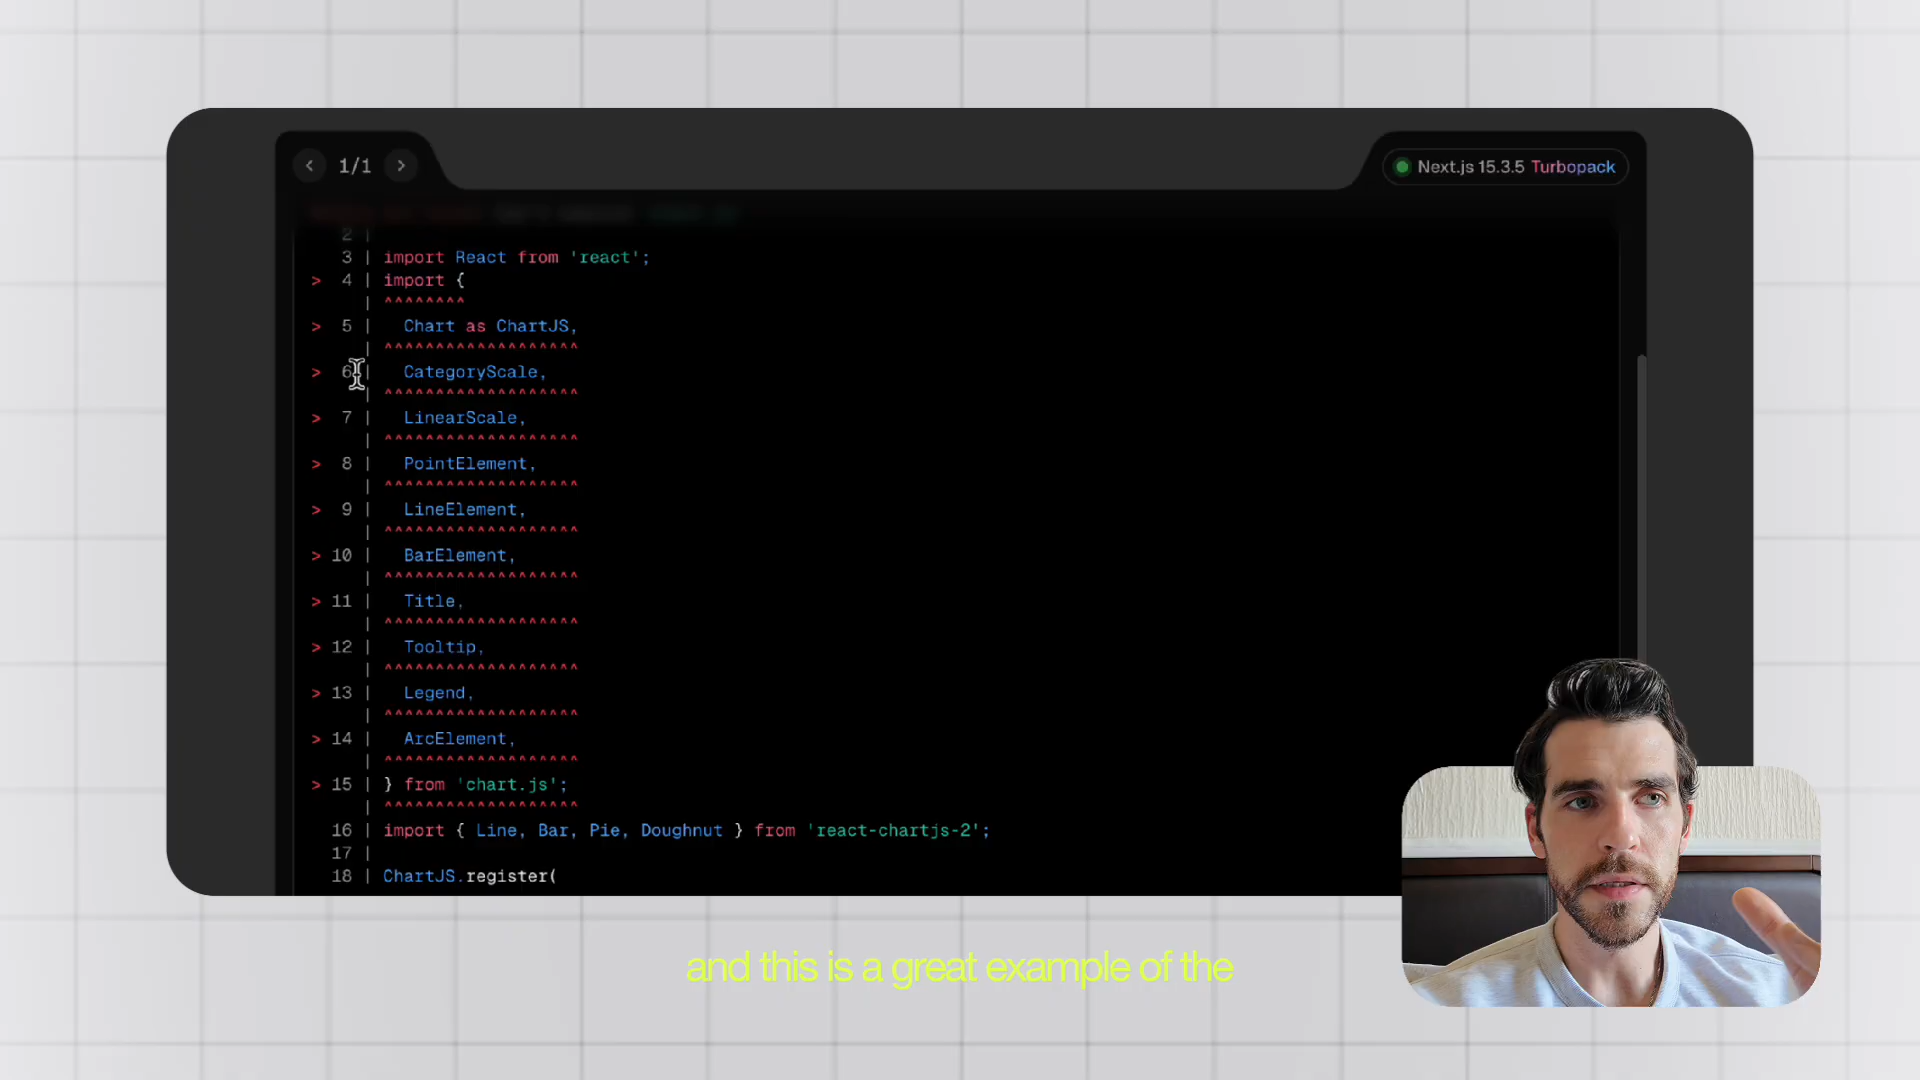 1/1
Next.js 15.3.5 Turbopack
2 |
3 | import React from 'react';
> 4 | import {
| ^^^^^^^^
> 5 | Chart as ChartJS,
| ^^^^^^^^^^^^^^^^^^^
> 6 | CategoryScale,
| ^^^^^^^^^^^^^^^^^^^
> 7 | LinearScale,
| ^^^^^^^^^^^^^^^^^^^
> 8 | PointElement,
| ^^^^^^^^^^^^^^^^^^^
> 9 | LineElement,
| ^^^^^^^^^^^^^^^^^^^
> 10 | BarElement,
| ^^^^^^^^^^^^^^^^^^^
> 11 | Title,
| ^^^^^^^^^^^^^^^^^^^
> 12 | Tooltip,
| ^^^^^^^^^^^^^^^^^^^
> 13 | Legend,
| ^^^^^^^^^^^^^^^^^^^
> 14 | ArcElement,
| ^^^^^^^^^^^^^^^^^^^
> 15 | } from 'chart.js';
| ^^^^^^^^^^^^^^^^^^^
16 | import { Line, Bar, Pie, Doughnut } from 'react-chartjs-2';
17 |
18 | ChartJS.register(
and this is a great example of the